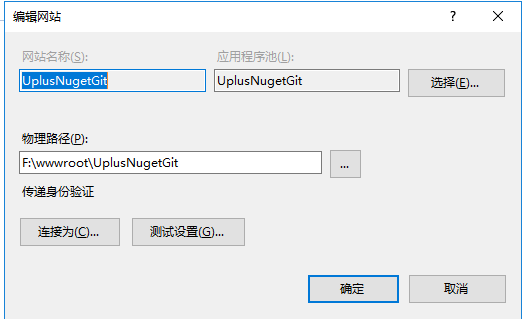 编辑网站
网站名称(S):
应用程序池(L):
UplusNugetGit
UplusNugetGit
选择(E)...
物理路径(P):
F:\wwwroot\UplusNugetGit
...
传递身份验证
连接为(C)...
测试设置(G)...
确定
取消